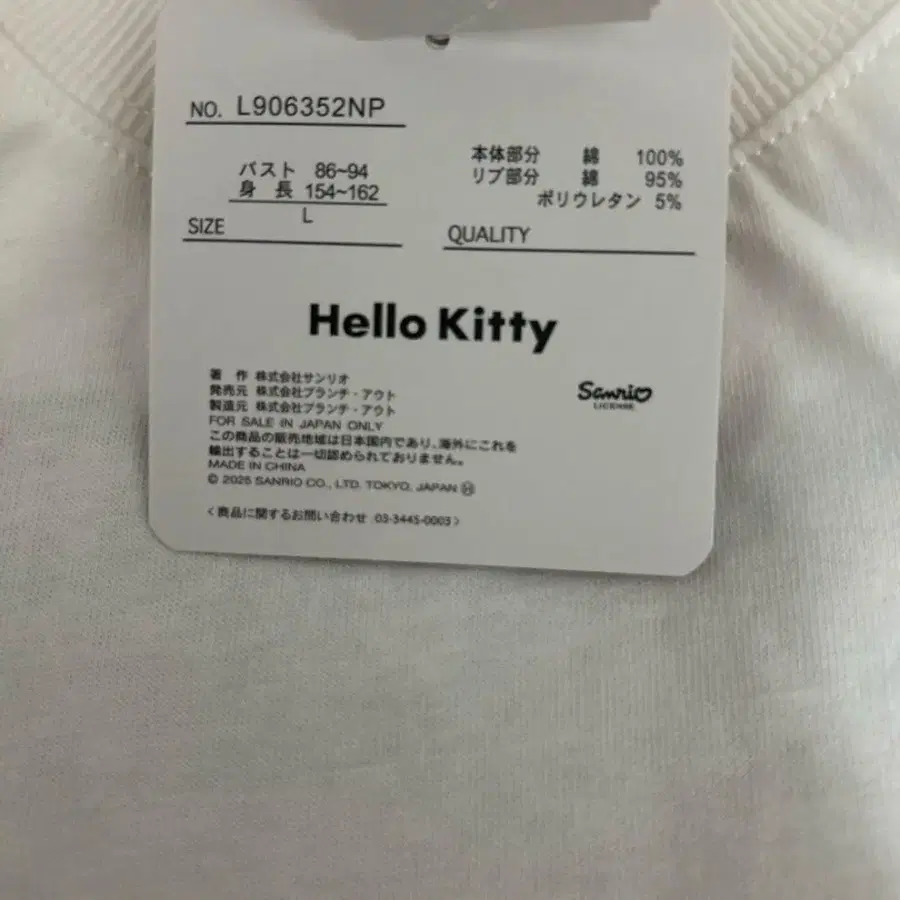 NO. L906352NP
バスト 86~94
身 長 154~162
L
SIZE
本体部分 綿 100%
リブ部分 綿 95%
ポリウレタン 5%
QUALITY
Hello Kitty
著 作 株式会社サンリオ
発売元 株式会社ブランチ・アウト
製造元 株式会社ブランチ・アウト
FOR SALE IN JAPAN ONLY
この商品の販売地域は日本国内であり、海外にこれを
輸出することは一切認められておりません。
MADE IN CHINA
© 2025 SANRIO CO., LTD. TOKYO, JAPAN Ⓗ
Sanrio
LICENSE
〈商品に関するお問い合わせ 03-3445-0003〉